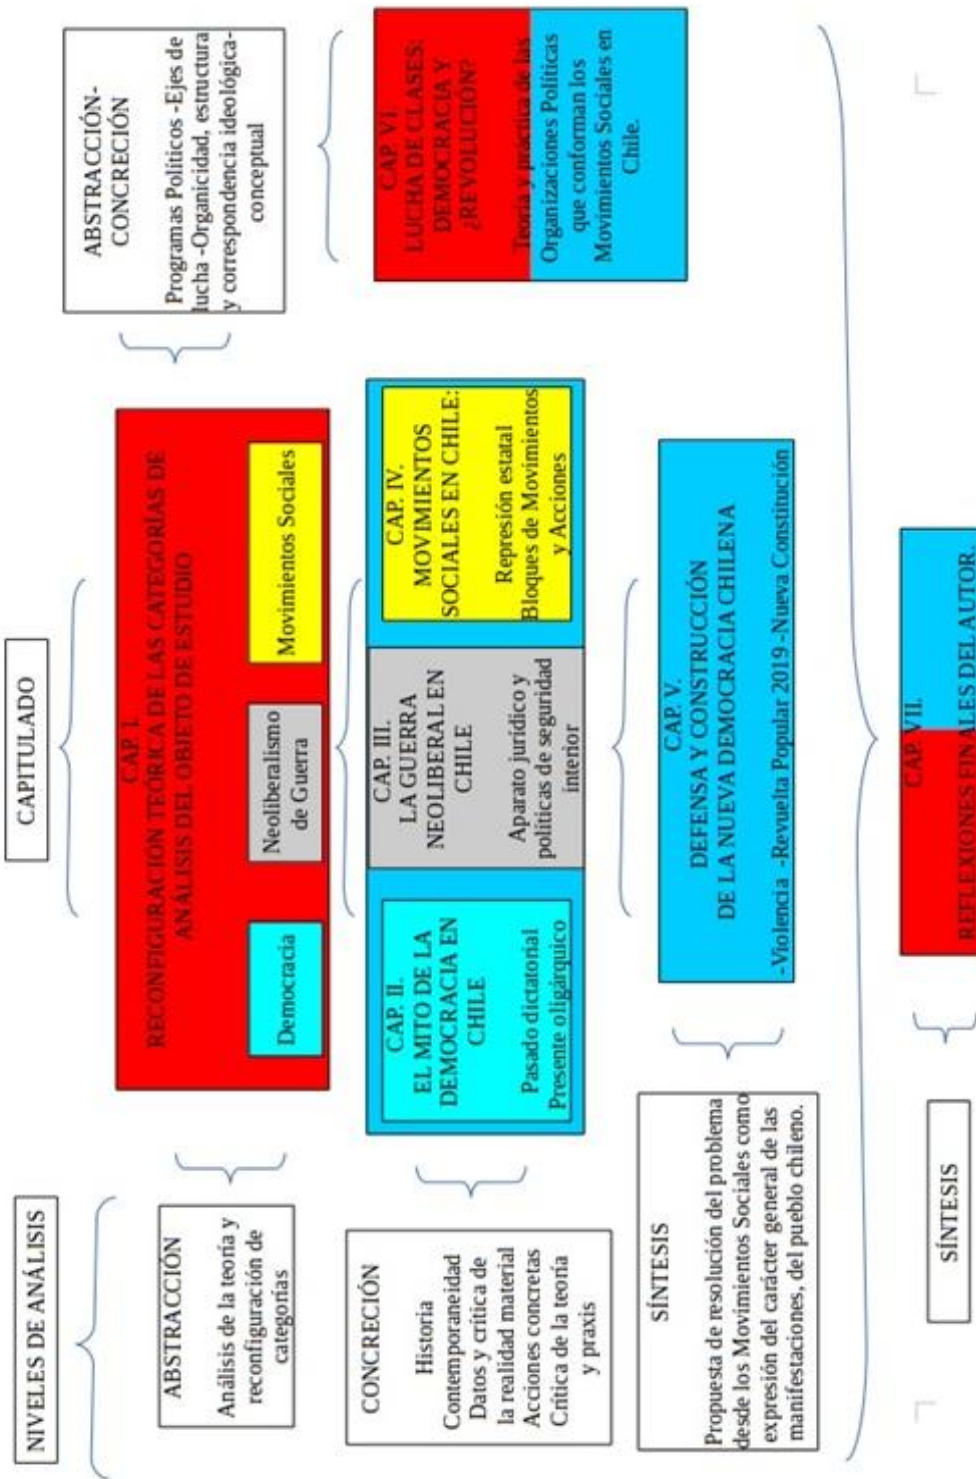 NIVELES DE ANÁLISIS
CAPITULADO
ABSTRACCIÓN
Análisis de la teoría y
reconfiguración de
categorías
CAP. I.
RECONFIGURACIÓN TEÓRICA DE LAS CATEGORÍAS DE
ANÁLISIS DEL OBJETO DE ESTUDIO
Democracia
Neoliberalismo
de Guerra
Movimientos Sociales
ABSTRACCIÓN-
CONCRECIÓN
Programas Políticos -Ejes de
lucha -Organicidad, estructura
y correspondencia ideológica-
conceptual
CONCRECIÓN
Historia
Contemporaneidad
Datos y crítica de
la realidad material
Acciones concretas
Crítica de la teoría
y praxis
CAP. II.
EL MITO DE LA
DEMOCRACIA EN
CHILE
Pasado dictatorial
Presente oligárquico
CAP. III.
LA GUERRA
NEOLIBERAL EN
CHILE
Aparato jurídico y
políticas de seguridad
interior
CAP. IV.
MOVIMIENTOS
SOCIALES EN CHILE:
Represión estatal
Bloques de Movimientos
y Acciones
CAP VI.
LUCHA DE CLASES:
DEMOCRACIA Y
¿REVOLUCIÓN?
Teoría y práctica de las
Organizaciones Políticas
que conforman los
Movimientos Sociales en
Chile.
SÍNTESIS
Propuesta de resolución del problema
desde los Movimientos Sociales como
expresión del carácter general de las
manifestaciones, del pueblo chileno.
CAP. V.
DEFENSA Y CONSTRUCCIÓN
DE LA NUEVA DEMOCRACIA CHILENA
-Violencia -Revuelta Popular 2019 -Nueva Constitución
SÍNTESIS
CAP. VII.
REFLEXIONES FINALES DEL AUTOR.